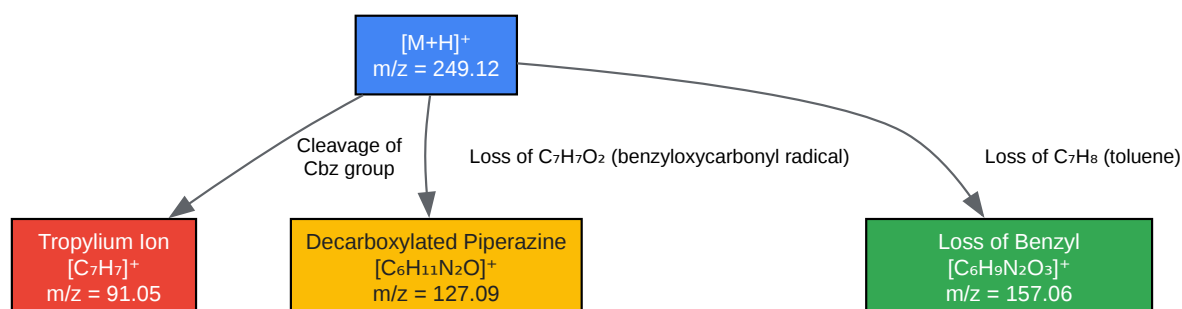 [M+H]⁺
m/z = 249.12
Cleavage of
Cbz group
Loss of C₇H₇O₂ (benzyloxycarbonyl radical)
Loss of C₇H₈ (toluene)
Tropylium Ion
[C₇H₇]⁺
m/z = 91.05
Decarboxylated Piperazine
[C₆H₁₁N₂O]⁺
m/z = 127.09
Loss of Benzyl
[C₆H₉N₂O₃]⁺
m/z = 157.06